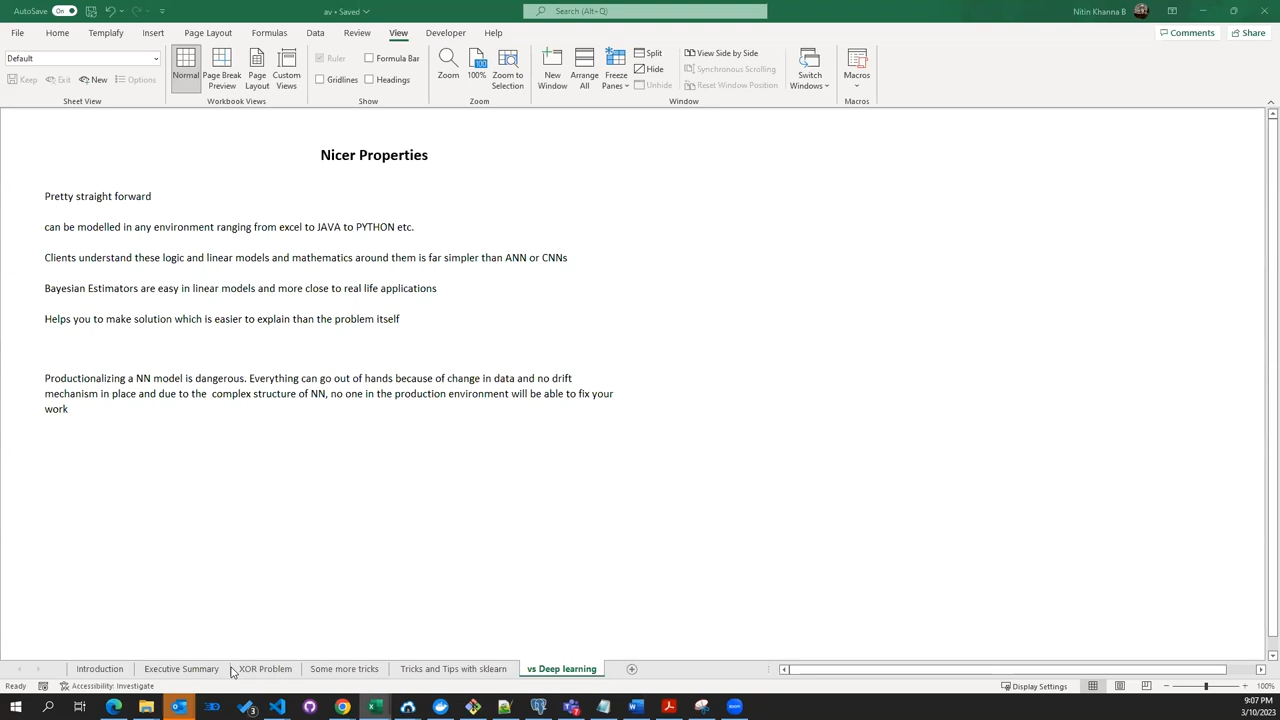 AutoSave On av • Saved Search (Alt+Q) Nitin Khanna B
File Home Templafy Insert Page Layout Formulas Data Review View Developer Help Comments Share
Default
Keep Exit New Options
Sheet View
Normal Page Break Preview Page Layout Custom Views
Workbook Views
Ruler Formula Bar
Gridlines Headings
Show
Zoom 100% Zoom to Selection
Zoom
New Window Arrange All Freeze Panes
Split
Hide
Unhide
View Side by Side
Synchronous Scrolling
Reset Window Position
Window
Switch Windows
Macros
Macros
Nicer Properties
Pretty straight forward
can be modelled in any environment ranging from excel to JAVA to PYTHON etc.
Clients understand these logic and linear models and mathematics around them is far simpler than ANN or CNNs
Bayesian Estimators are easy in linear models and more close to real life applications
Helps you to make solution which is easier to explain than the problem itself
Productionalizing a NN model is dangerous. Everything can go out of hands because of change in data and no drift
mechanism in place and due to the complex structure of NN, no one in the production environment will be able to fix your
work
Introduction Executive Summary XOR Problem Some more tricks Tricks and Tips with sklearn vs Deep learning
Ready Accessibility: Investigate Display Settings 100%
9:07 PM
3/10/2023